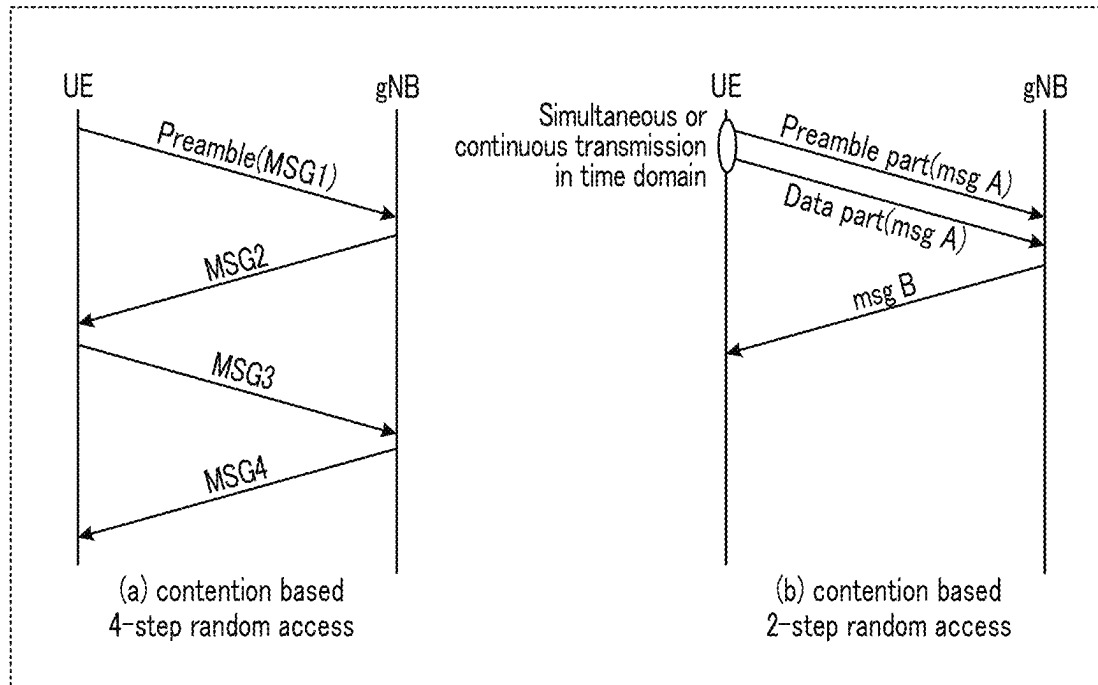 UE
gNB
Preamble(MSG1)
MSG2
MSG3
MSG4
(a) contention based
4-step random access
UE
gNB
Simultaneous or
continuous transmission
in time domain
Preamble part(msg A)
Data part(msg A)
msg B
(b) contention based
2-step random access